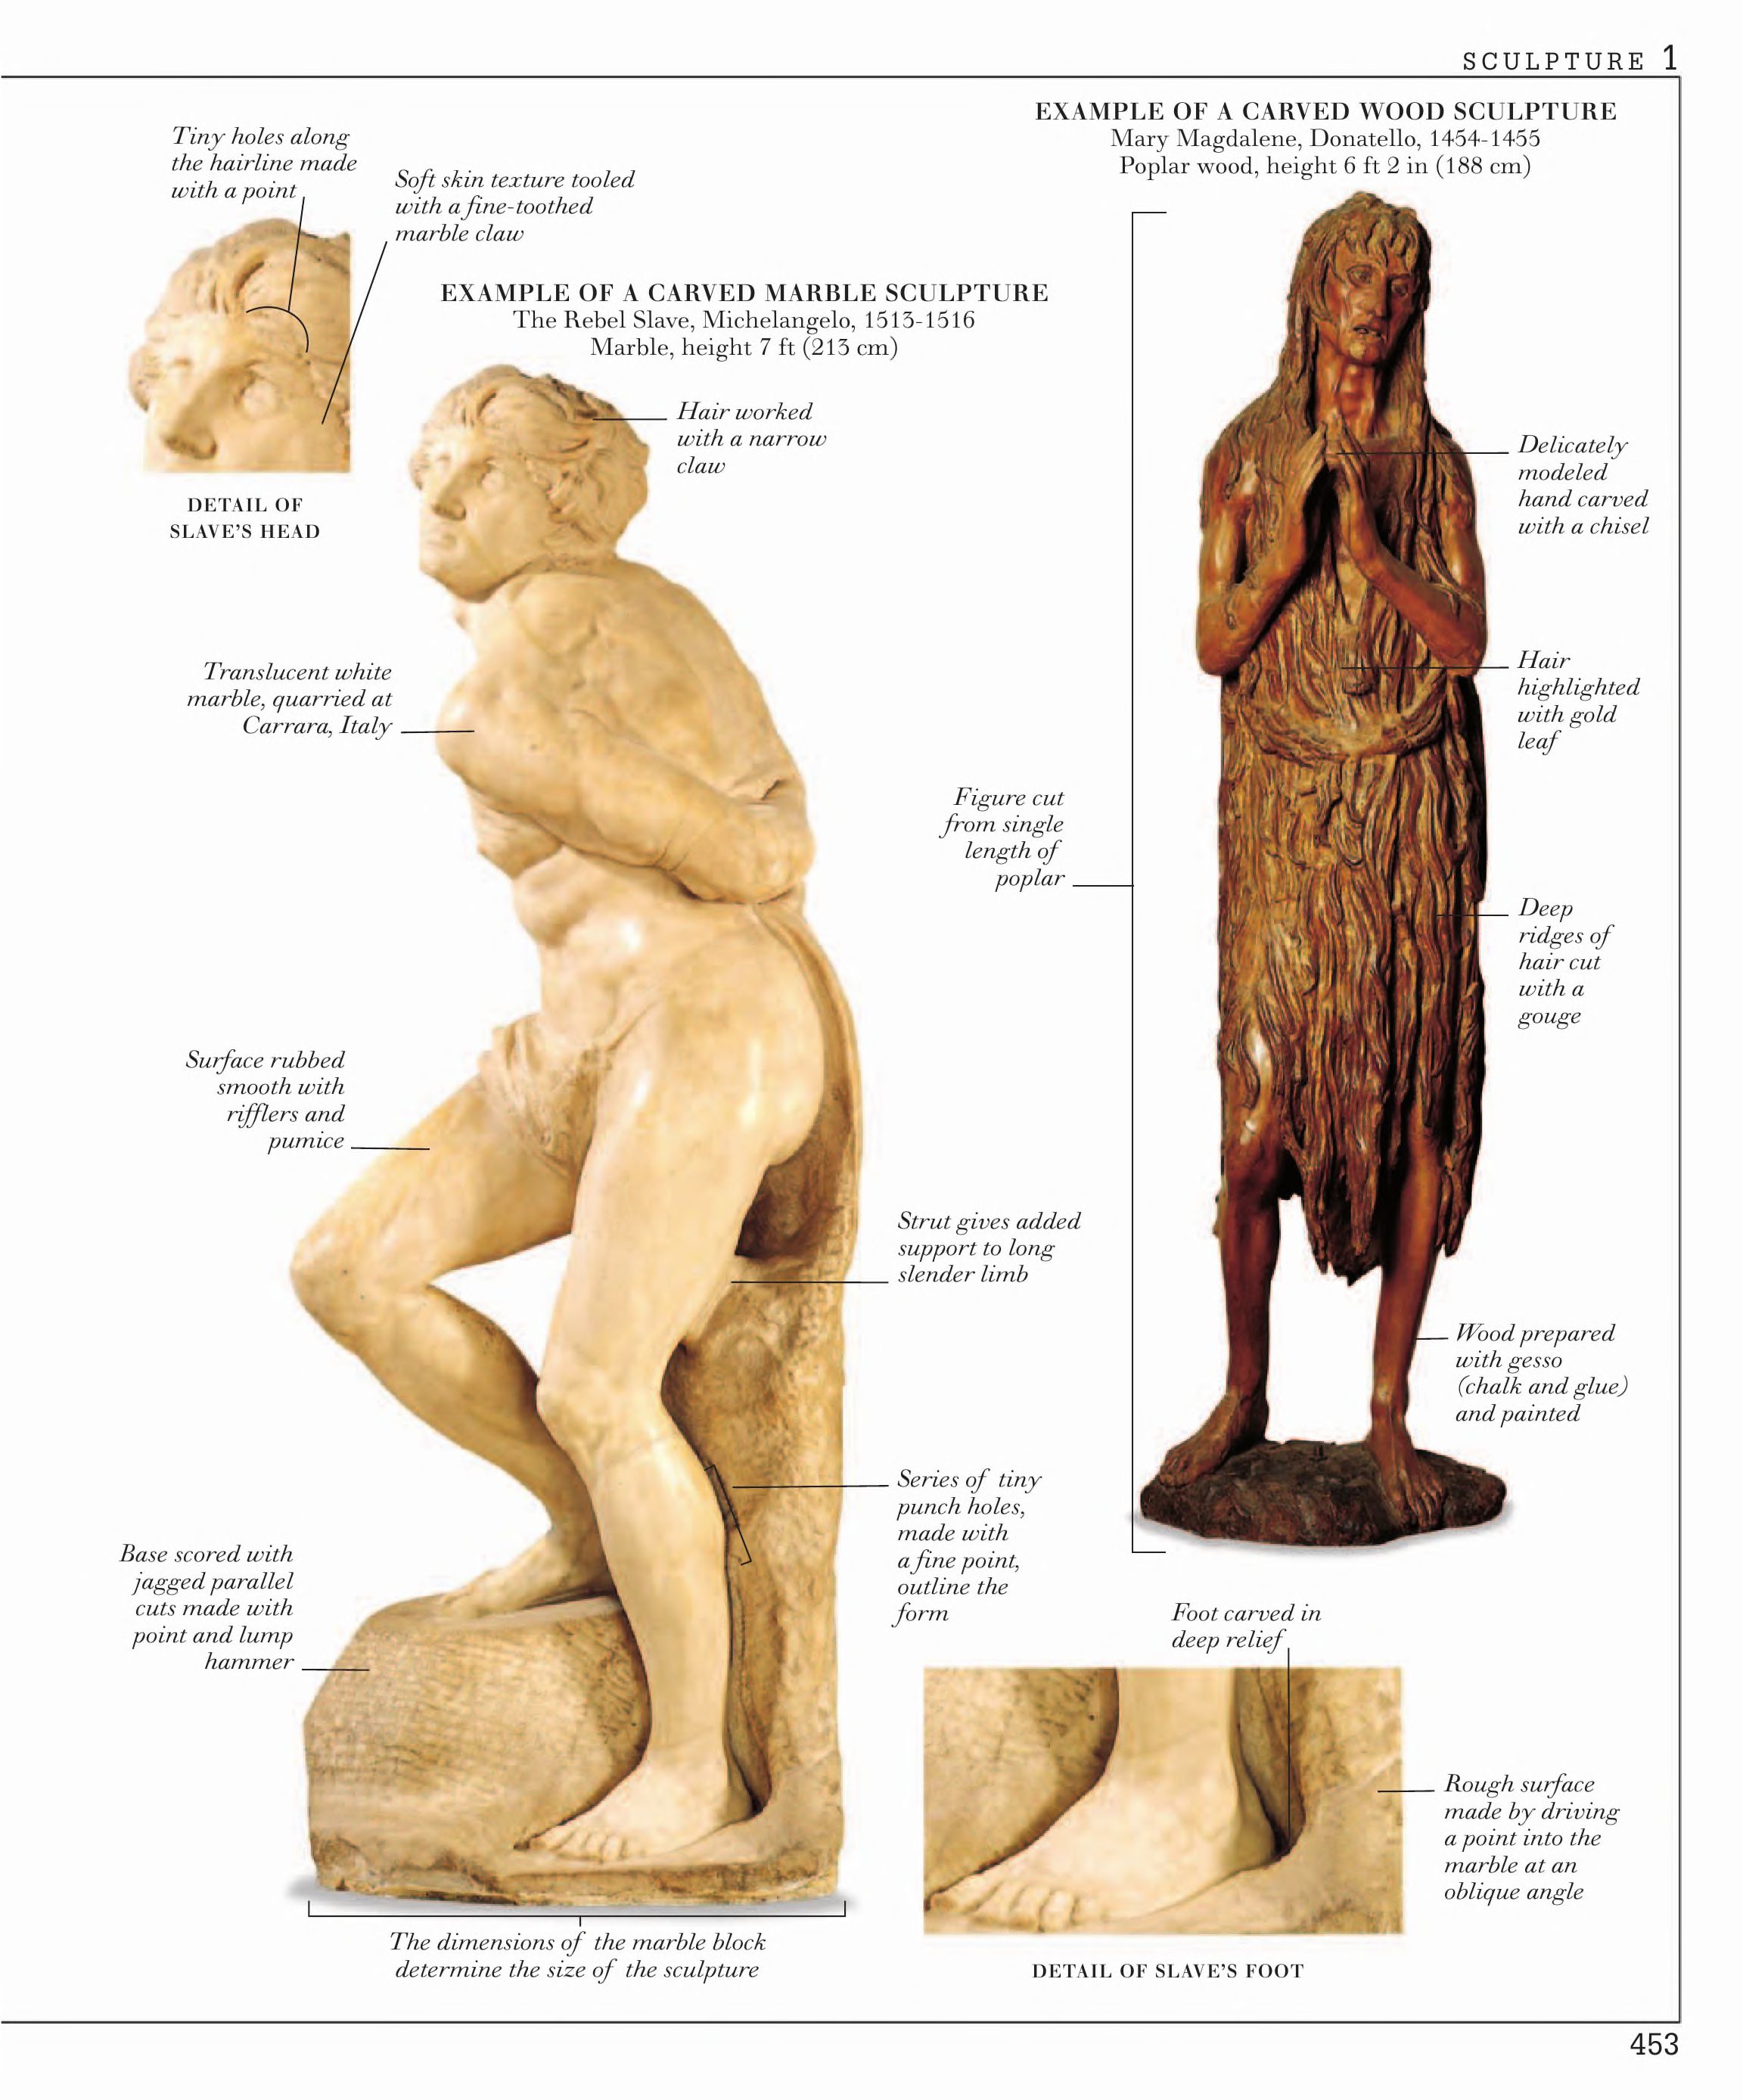 SCULPTURE 1
Tiny holes along
the hairline made
with a point
Soft skin texture tooled
with a fine-toothed
marble claw
DETAIL OF
SLAVE'S HEAD
EXAMPLE OF A CARVED MARBLE SCULPTURE
The Rebel Slave, Michelangelo, 1513-1516
Marble, height 7 ft (213 cm)
Hair worked
with a narrow
claw
Translucent white
marble, quarried at
Carrara, Italy
Surface rubbed
smooth with
rifflers and
pumice
Strut gives added
support to long
slender limb
Series of tiny
punch holes,
made with
a fine point,
outline the
form
Base scored with
jagged parallel
cuts made with
point and lump
hammer
The dimensions of the marble block
determine the size of the sculpture
EXAMPLE OF A CARVED WOOD SCULPTURE
Mary Magdalene, Donatello, 1454-1455
Poplar wood, height 6 ft 2 in (188 cm)
Delicately
modeled
hand carved
with a chisel
Hair
highlighted
with gold
leaf
Figure cut
from single
length of
poplar
Deep
ridges of
hair cut
with a
gouge
Wood prepared
with gesso
(chalk and glue)
and painted
Foot carved in
deep relief
Rough surface
made by driving
a point into the
marble at an
oblique angle
DETAIL OF SLAVE'S FOOT
453